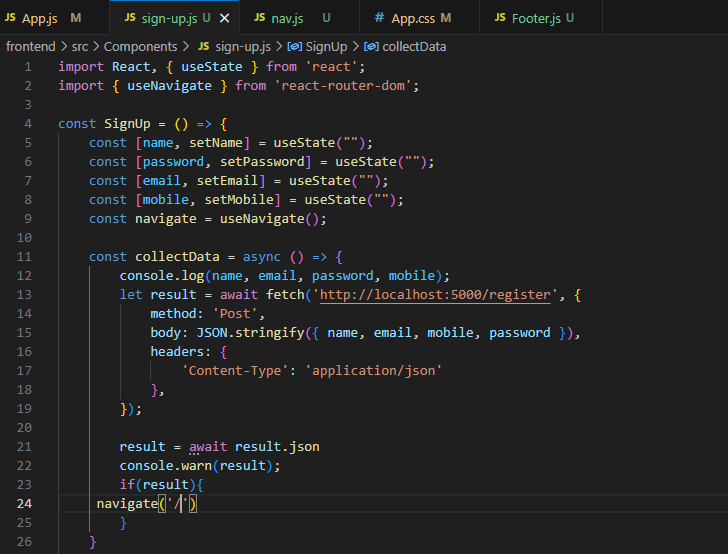 JS App.js M JS sign-up.js U × JS nav.js U # App.css M JS Footer.js U
frontend > src > Components > JS sign-up.js > SignUp > collectData
1 import React, { useState } from 'react';
2 import { useNavigate } from 'react-router-dom';
3
4 const SignUp = () => {
5 const [name, setName] = useState("");
6 const [password, setPassword] = useState("");
7 const [email, setEmail] = useState("");
8 const [mobile, setMobile] = useState("");
9 const navigate = useNavigate();
10
11 const collectData = async () => {
12 console.log(name, email, password, mobile);
13 let result = await fetch('http://localhost:5000/register', {
14 method: 'Post',
15 body: JSON.stringify({ name, email, mobile, password }),
16 headers: {
17 'Content-Type': 'application/json'
18 },
19 });
20
21 result = await result.json
22 console.warn(result);
23 if(result){
24 navigate('/')
25 }
26 }